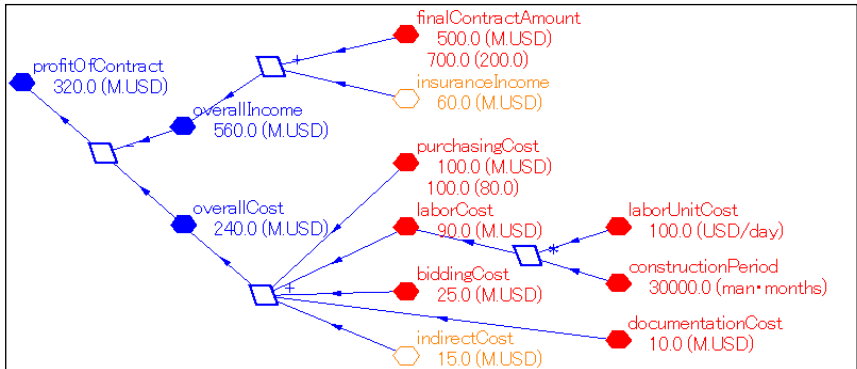 finalContractAmount
500.0 (M.USD)
700.0 (200.0)
+
profitOfContract
320.0 (M.USD)
insuranceIncome
60.0 (M.USD)
overallIncome
560.0 (M.USD)
−
purchasingCost
100.0 (M.USD)
100.0 (80.0)
overallCost
240.0 (M.USD)
laborCost
90.0 (M.USD)
laborUnitCost
100.0 (USD/day)
*
constructionPeriod
30000.0 (man・months)
biddingCost
25.0 (M.USD)
+
documentationCost
10.0 (M.USD)
indirectCost
15.0 (M.USD)